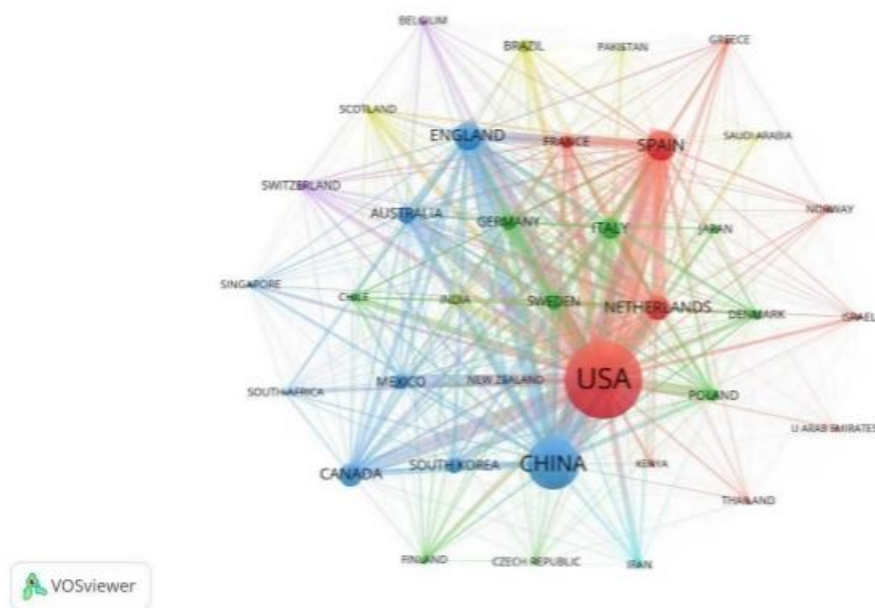 BELGIUM
BRAZIL
PAKISTAN
GREECE
SCOTLAND
ENGLAND
FRANCE
SPAIN
SAUDI ARABIA
SWITZERLAND
AUSTRALIA
GERMANY
ITALY
JAPAN
NORWAY
SINGAPORE
CHILE
INDIA
SWEDEN
NETHERLANDS
DENMARK
ISRAEL
SOUTH AFRICA
MEXICO
NEW ZEALAND
USA
POLAND
U ARAB EMIRATES
CANADA
SOUTH KOREA
CHINA
KENYA
THAILAND
FINLAND
CZECH REPUBLIC
IRAN
VOSviewer